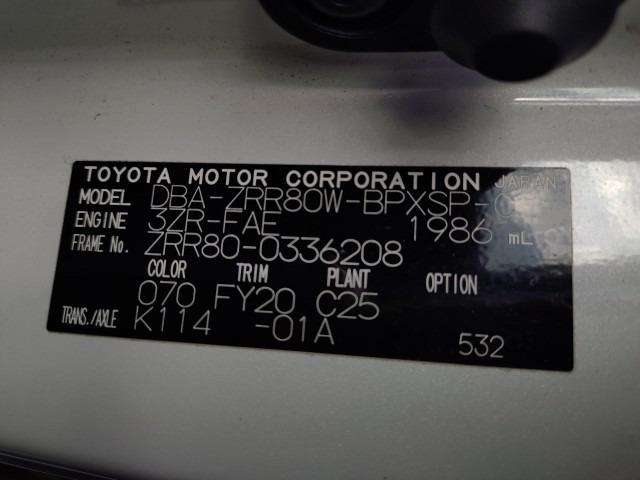 TOYOTA MOTOR CORPORATION JAPAN
MODEL DBA-ZRR80W-BPXSP-
ENGINE 3ZR-FAE 1986 mL
FRAME No. ZRR80-0336208
COLOR TRIM PLANT OPTION
070 FY20 C25
TRANS./AXLE K114 -01A 532